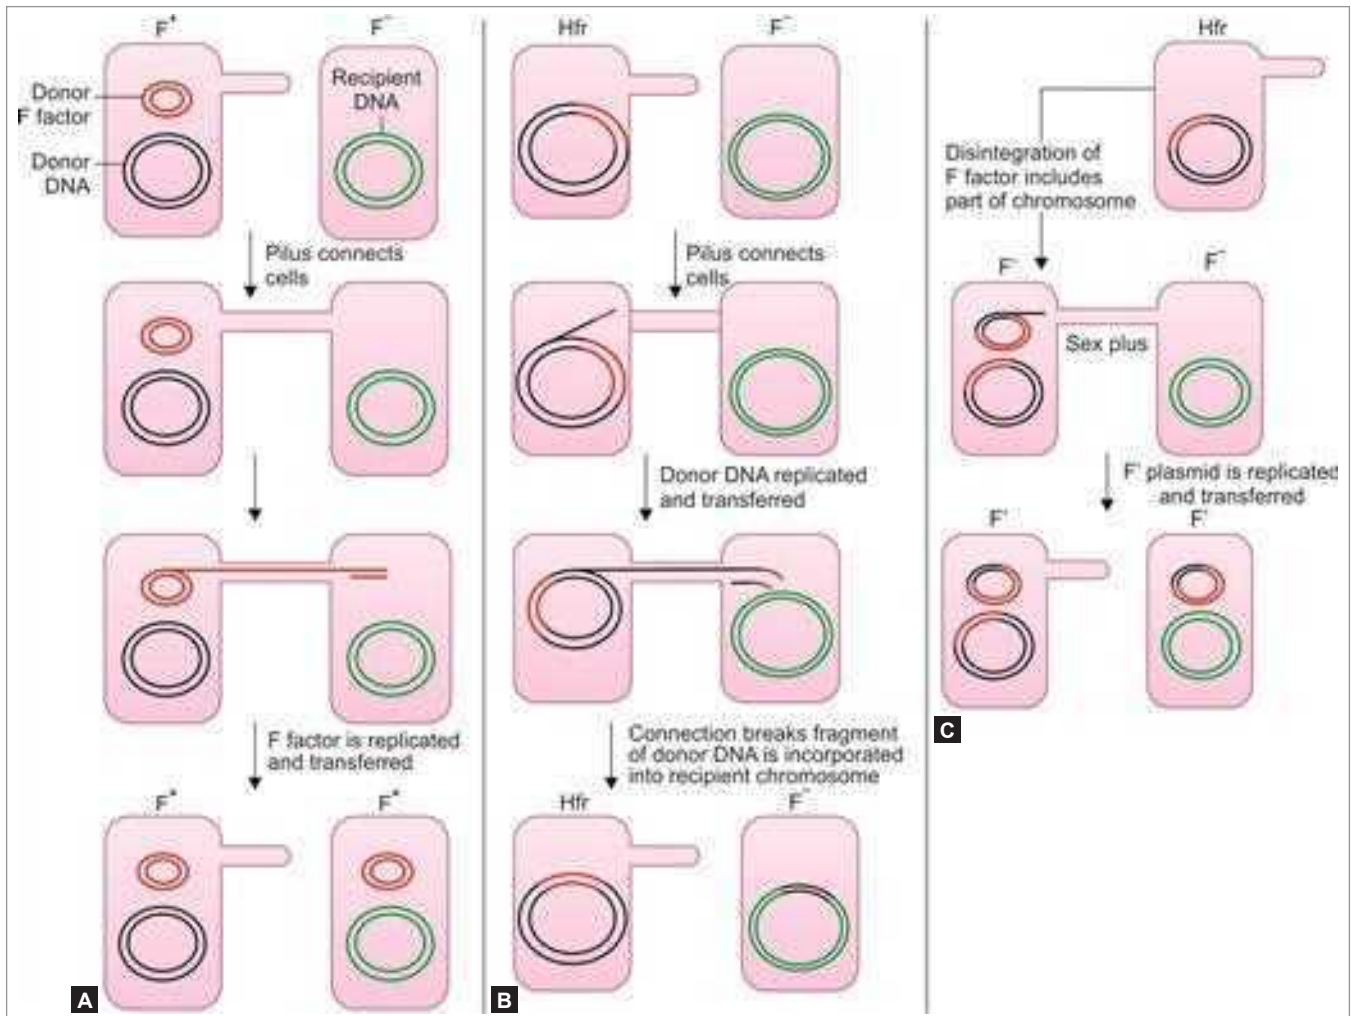 F+
F−
Donor
F factor
Donor
DNA
Recipient
DNA
Pilus connects
cells
F factor is replicated
and transferred
F+
F+
A
Hfr
F−
Pilus connects
cells
Donor DNA replicated
and transferred
Connection breaks fragment
of donor DNA is incorporated
into recipient chromosome
Hfr
F−
B
Hfr
Disintegration of
F factor includes
part of chromosome
F'
F−
Sex plus
F' plasmid is replicated
and transferred
F'
F'
C